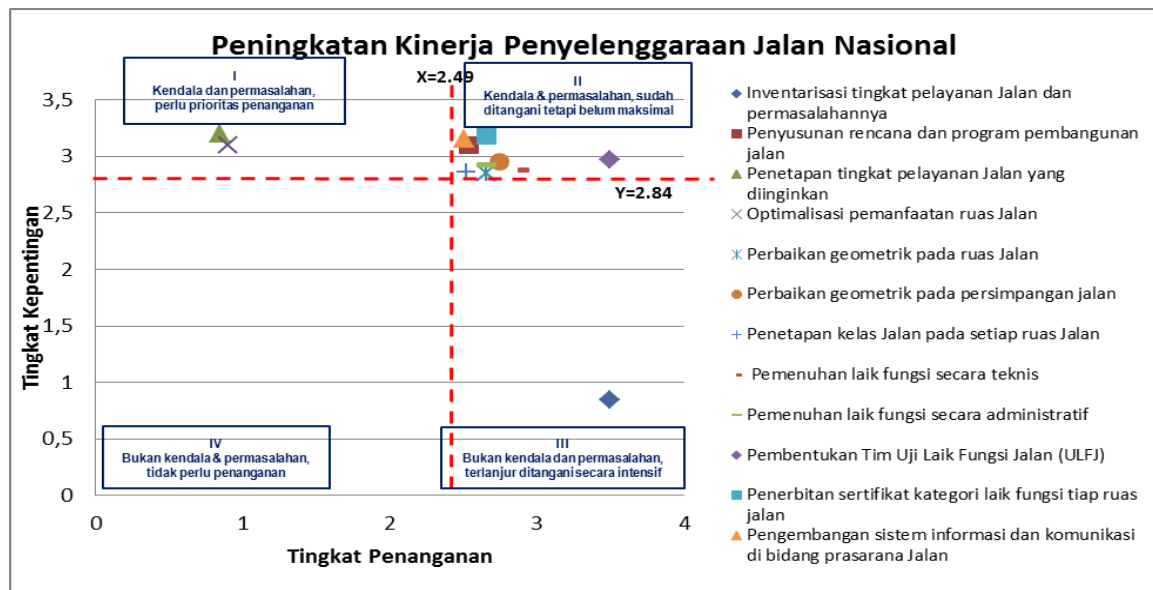 Peningkatan Kinerja Penyelenggaraan Jalan Nasional
I
Kendala dan permasalahan,
perlu prioritas penanganan
X=2.49
II
Kendala & permasalahan, sudah
ditangani tetapi belum maksimal
3,5
3
2,5
2
1,5
1
0,5
0
Tingkat Kepentingan
Y=2.84
IV
Bukan kendala & permasalahan,
tidak perlu penanganan
III
Bukan kendala dan permasalahan,
terlanjur ditangani secara intensif
0 1 2 3 4
Tingkat Penanganan
Inventarisasi tingkat pelayanan Jalan dan
permasalahannya
Penyusunan rencana dan program pembangunan
jalan
Penetapan tingkat pelayanan Jalan yang
diinginkan
Optimalisasi pemanfaatan ruas Jalan
Perbaikan geometrik pada ruas Jalan
Perbaikan geometrik pada persimpangan jalan
Penetapan kelas Jalan pada setiap ruas Jalan
Pemenuhan laik fungsi secara teknis
Pemenuhan laik fungsi secara administratif
Pembentukan Tim Uji Laik Fungsi Jalan (ULFJ)
Penerbitan sertifikat kategori laik fungsi tiap ruas
jalan
Pengembangan sistem informasi dan komunikasi
di bidang prasarana Jalan